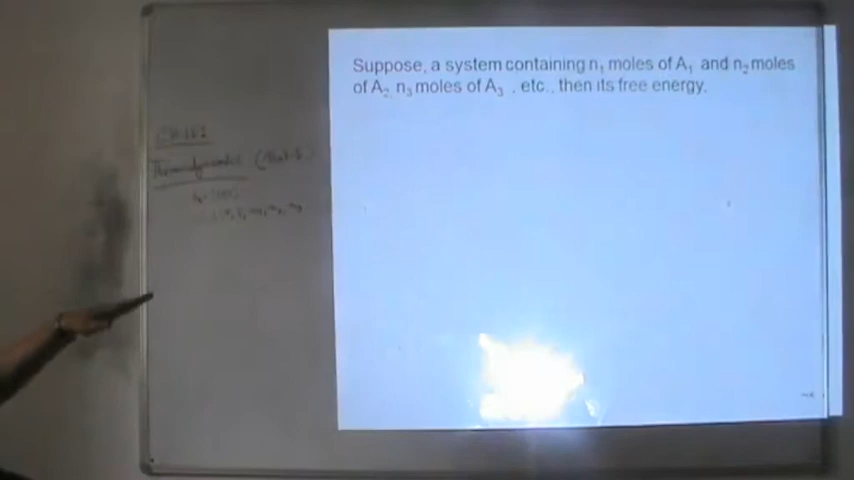 Suppose, a system containing n₁ moles of A₁ and n₂ moles
of A₂, n₃ moles of A₃ , etc., then its free energy.
Thermodynamics